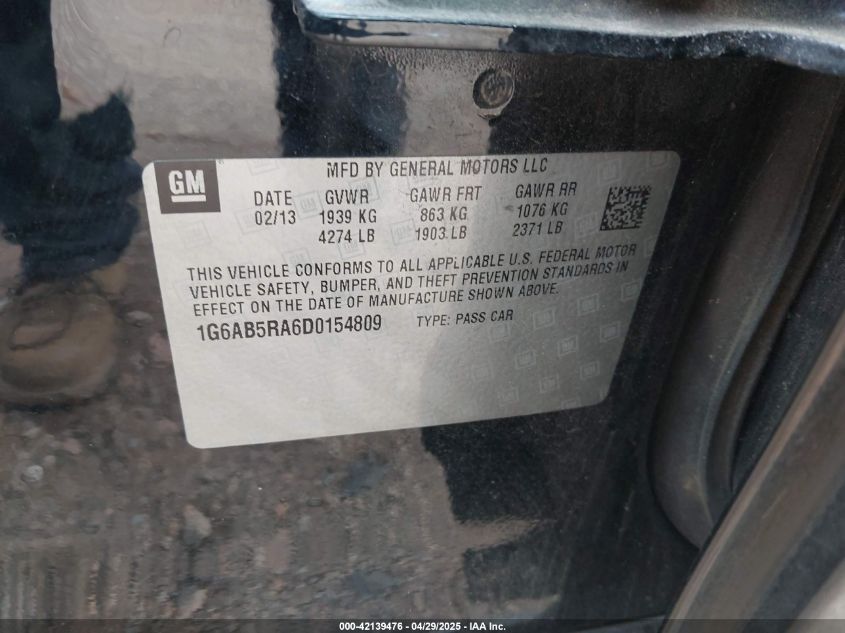 GM
MFD BY GENERAL MOTORS LLC
DATE GVWR GAWR FRT GAWR RR
02/13 1939 KG 863 KG 1076 KG
4274 LB 1903 LB 2371 LB
THIS VEHICLE CONFORMS TO ALL APPLICABLE U.S. FEDERAL MOTOR
VEHICLE SAFETY, BUMPER, AND THEFT PREVENTION STANDARDS IN
EFFECT ON THE DATE OF MANUFACTURE SHOWN ABOVE.
1G6AB5RA6D0154809 TYPE: PASS CAR
000-42139476 - 04/29/2025 - IAA Inc.